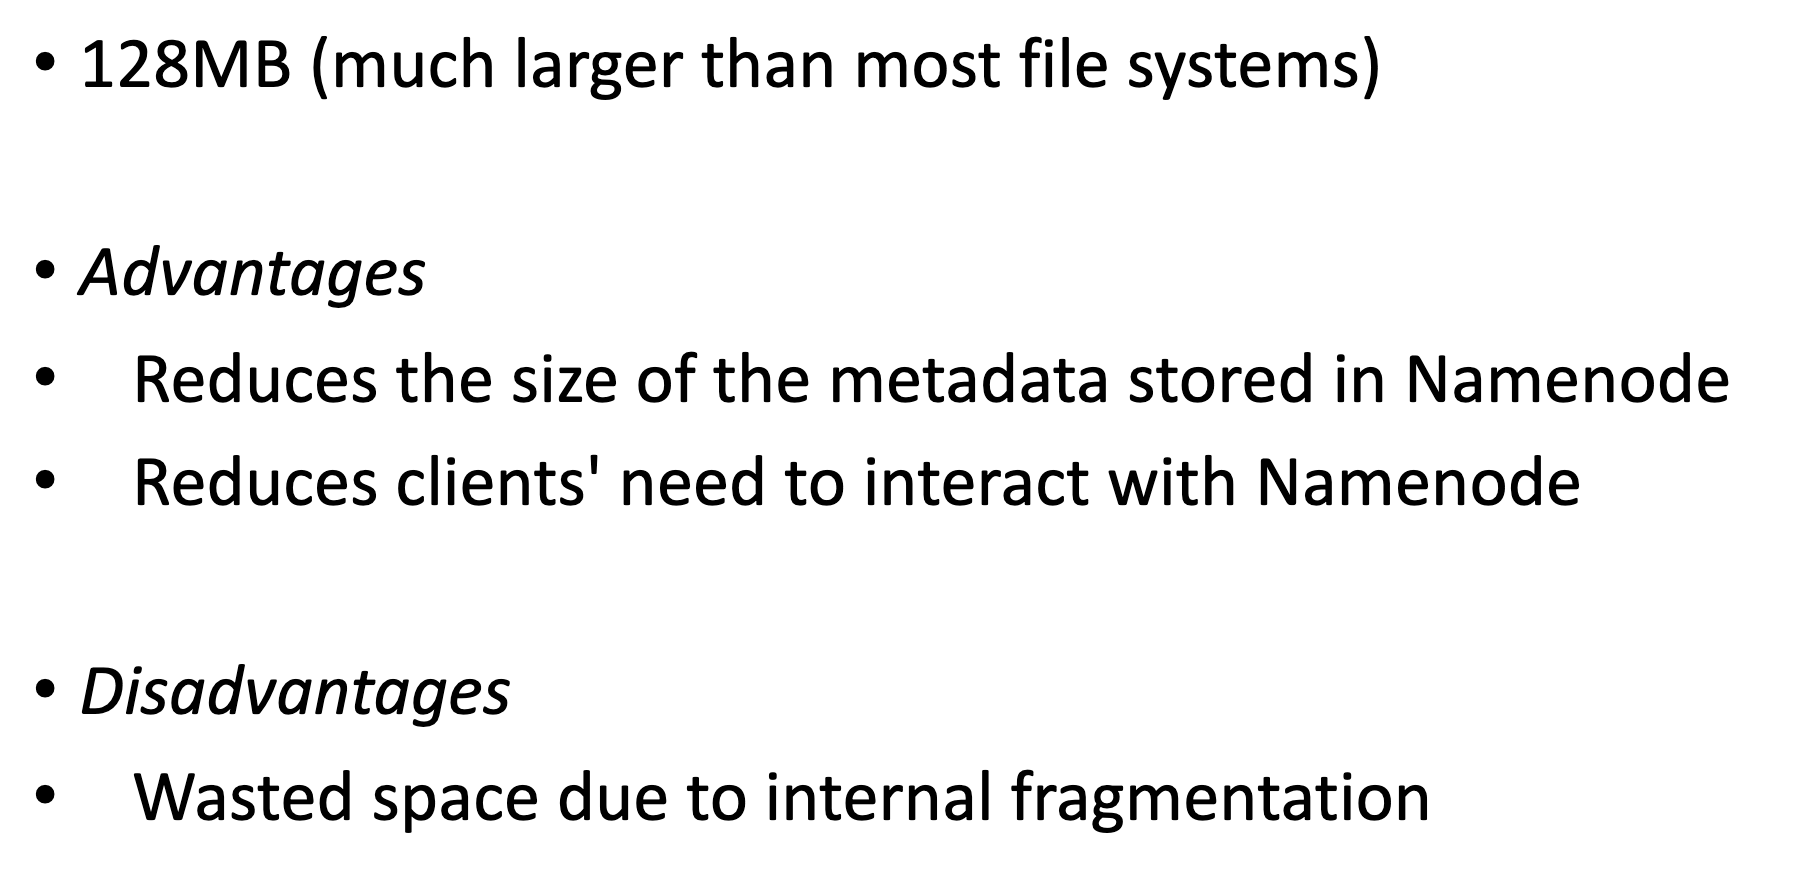 • 128MB (much larger than most file systems)
• Advantages
• Reduces the size of the metadata stored in Namenode
• Reduces clients' need to interact with Namenode
• Disadvantages
• Wasted space due to internal fragmentation